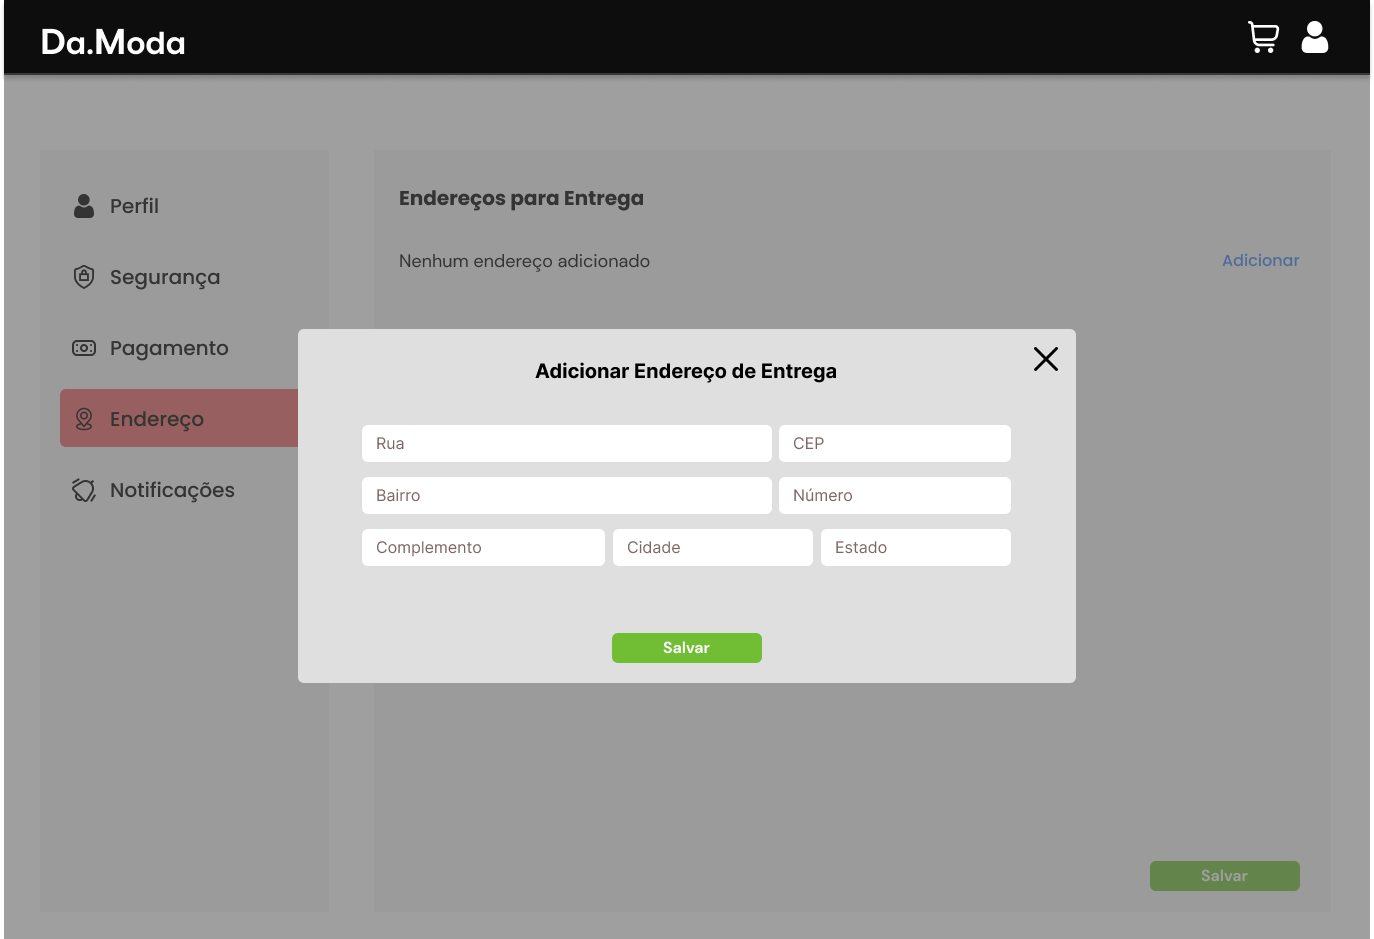 Da.Moda
Perfil
Segurança
Pagamento
Endereço
Notificações
Endereços para Entrega
Nenhum endereço adicionado
Adicionar
Adicionar Endereço de Entrega
Rua
CEP
Bairro
Número
Complemento
Cidade
Estado
Salvar
Salvar